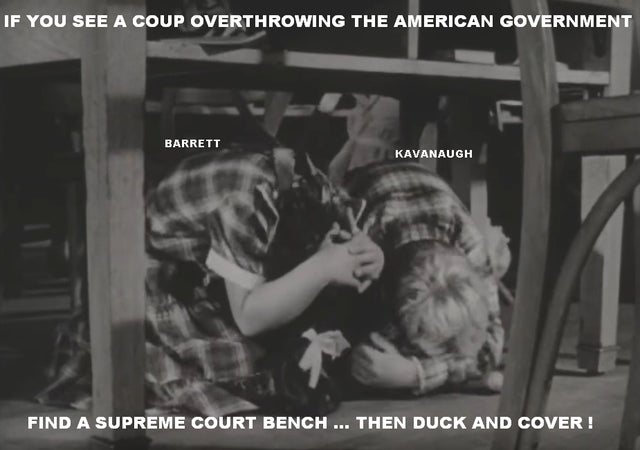 IF YOU SEE A COUP OVERTHROWING THE AMERICAN GOVERNMENT
BARRETT
KAVANAUGH
FIND A SUPREME COURT BENCH ... THEN DUCK AND COVER !